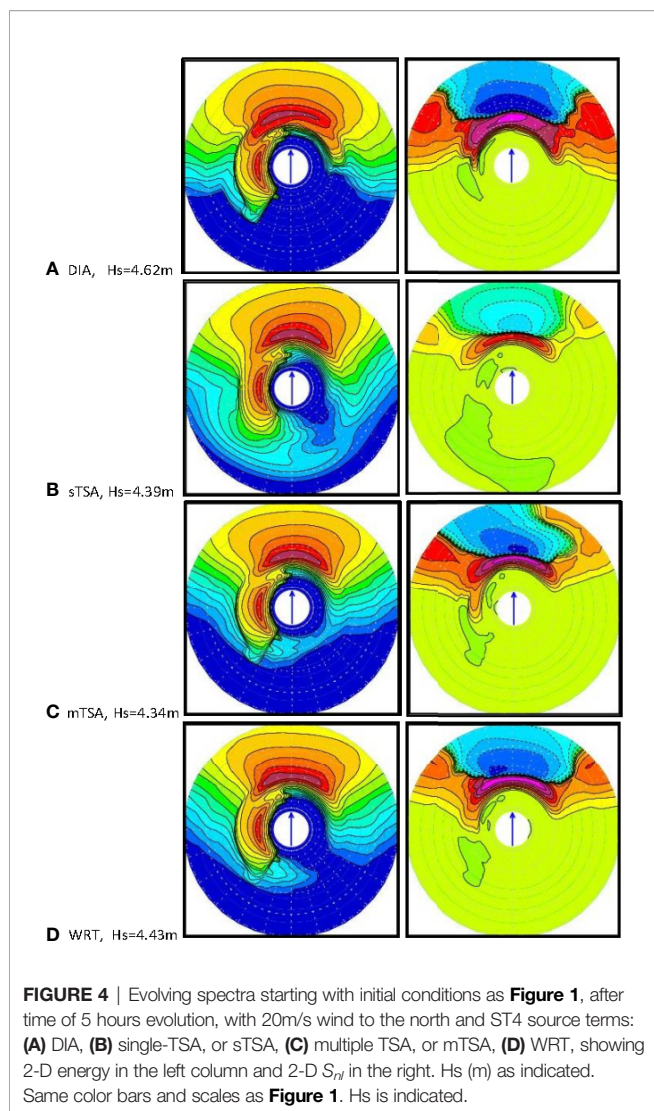 A DIA, Hs=4.62m
B sTSA, Hs=4.39m
C mTSA, Hs=4.34m
D WRT, Hs=4.43m
FIGURE 4 | Evolving spectra starting with initial conditions as Figure 1, after
time of 5 hours evolution, with 20m/s wind to the north and ST4 source terms:
(A) DIA, (B) single-TSA, or sTSA, (C) multiple TSA, or mTSA, (D) WRT, showing
2-D energy in the left column and 2-D Snl in the right. Hs (m) as indicated.
Same color bars and scales as Figure 1. Hs is indicated.